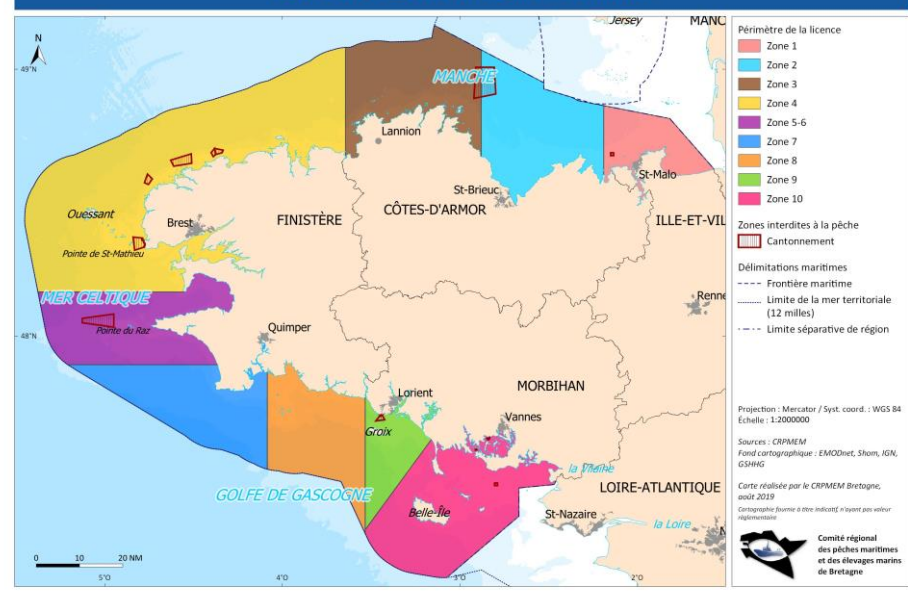 Jersey
MANC
N
49°N
MANCHE
Lannion
St-Malo
St-Brieuc
Ouessant
Brest
FINISTÈRE
CÔTES-D'ARMOR
ILLE-ET-VIL
Pointe de St-Mathieu
MER CELTIQUE
Pointe du Raz
Renne
48°N
Quimper
Lorient
MORBIHAN
Vannes
Groix
la Vilaine
GOLFE DE GASCOGNE
LOIRE-ATLANTIQUE
Belle-Île
St-Nazaire
la Loire
N
0 10 20 NM
5°0
4°0
3°0
2°0
Périmètre de la licence
Zone 1
Zone 2
Zone 3
Zone 4
Zone 5-6
Zone 7
Zone 8
Zone 9
Zone 10
Zones interdites à la pêche
Cantonnement
Délimitations maritimes
Frontière maritime
Limite de la mer territoriale
(12 milles)
Limite séparative de région
Projection : Mercator / Syst. coord. : WGS 84
Échelle : 1:2000000
Sources : CRPMEM
Fond cartographique : EMODnet, Shom, IGN,
GSHHG
Carte réalisée par le CRPMEM Bretagne,
août 2019
Cartographie fournie à titre indicatif, n'ayant pas valeur
réglementaire
Comité régional
des pêches maritimes
et des élevages marins
de Bretagne